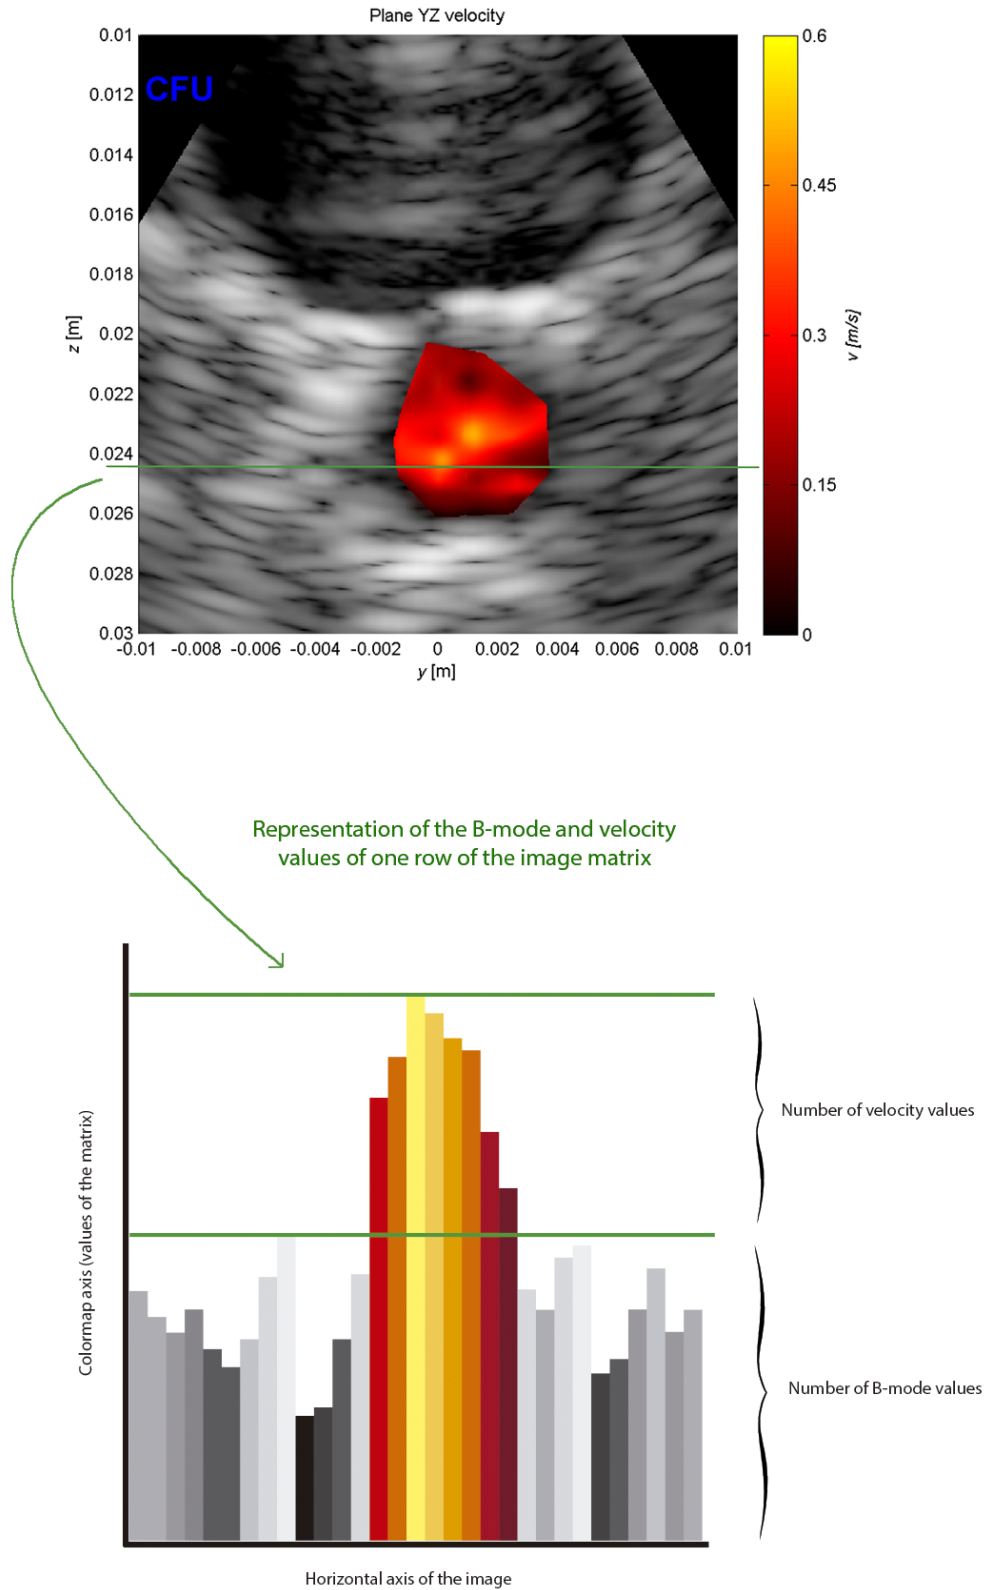 Plane YZ velocity
CFU
0.01
0.012
0.014
0.016
0.018
0.02
0.022
0.024
0.026
0.028
0.03
z [m]
-0.01 -0.008 -0.006 -0.004 -0.002 0 0.002 0.004 0.006 0.008 0.01
y [m]
0.6
0.45
0.3
0.15
0
v [m/s]
Representation of the B-mode and velocity
values of one row of the image matrix
Colormap axis (values of the matrix)
Number of velocity values
Number of B-mode values
Horizontal axis of the image